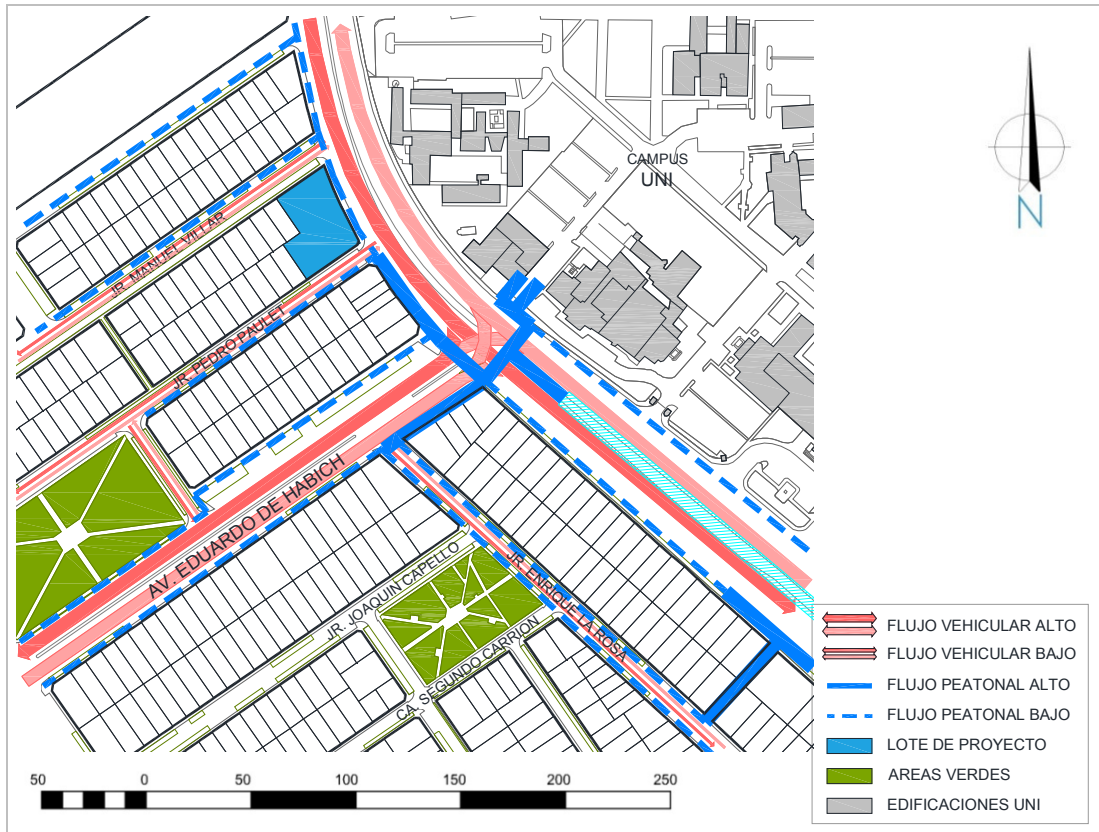 CAMPUS
UNI
N
JR. MANUEL VILLAR
JR. PEDRO PAULET
AV. EDUARDO DE HABICH
JR. JOAQUIN CAPELLO
JR. ENRIQUE LA ROSA
CA. SEGUNDO CARRION
FLUJO VEHICULAR ALTO
FLUJO VEHICULAR BAJO
FLUJO PEATONAL ALTO
FLUJO PEATONAL BAJO
LOTE DE PROYECTO
AREAS VERDES
EDIFICACIONES UNI
50 0 50 100 150 200 250